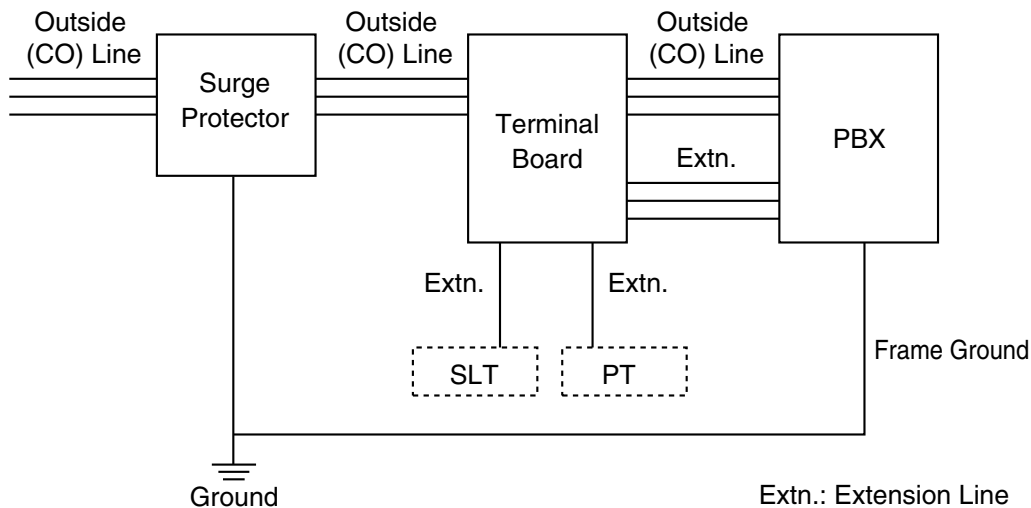 Outside
(CO) Line
Outside
(CO) Line
Outside
(CO) Line
Surge
Protector
Terminal
Board
PBX
Extn.
Extn.
Extn.
SLT
PT
Frame Ground
Ground
Extn.: Extension Line